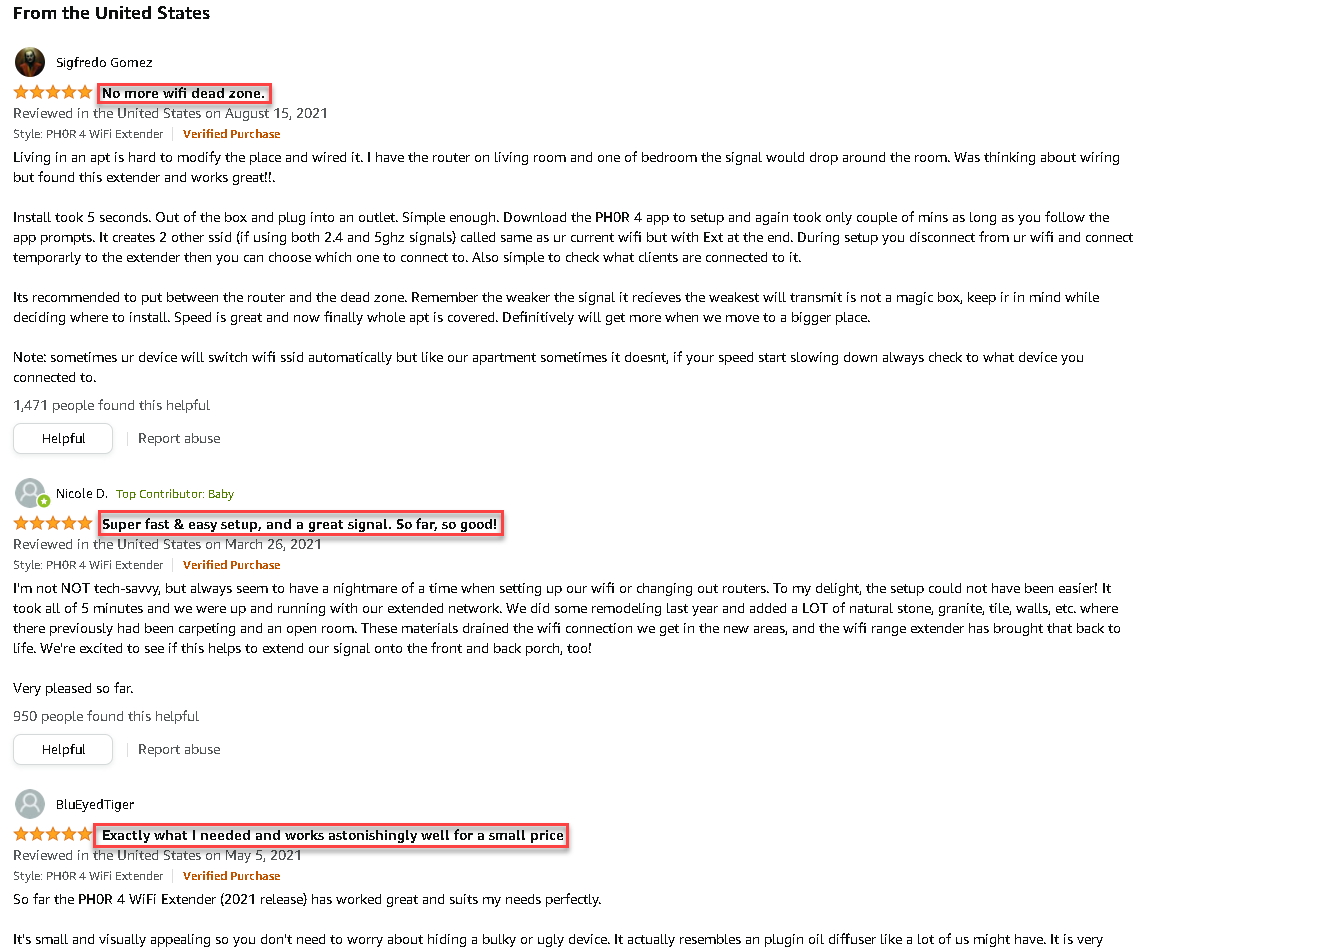 From the United States
Sigfredo Gomez
No more wifi dead zone.
Reviewed in the United States on August 15, 2021
Style: PH0R 4 WiFi Extender Verified Purchase
Living in an apt is hard to modify the place and wired it. I have the router on living room and one of bedroom the signal would drop around the room. Was thinking about wiring
but found this extender and works great!!.
Install took 5 seconds. Out of the box and plug into an outlet. Simple enough. Download the PH0R 4 app to setup and again took only couple of mins as long as you follow the
app prompts. It creates 2 other ssid (if using both 2.4 and 5ghz signals) called same as ur current wifi but with Ext at the end. During setup you disconnect from ur wifi and connect
temporarly to the extender then you can choose which one to connect to. Also simple to check what clients are connected to it.
Its recommended to put between the router and the dead zone. Remember the weaker the signal it recieves the weakest will transmit is not a magic box, keep ir in mind while
deciding where to install. Speed is great and now finally whole apt is covered. Definitively will get more when we move to a bigger place.
Note: sometimes ur device will switch wifi ssid automatically but like our apartment sometimes it doesnt, if your speed start slowing down always check to what device you
connected to.
1,471 people found this helpful
Helpful Report abuse
Nicole D. Top Contributor: Baby
Super fast & easy setup, and a great signal. So far, so good!
Reviewed in the United States on March 26, 2021
Style: PH0R 4 WiFi Extender Verified Purchase
I'm not NOT tech-savvy, but always seem to have a nightmare of a time when setting up our wifi or changing out routers. To my delight, the setup could not have been easier! It
took all of 5 minutes and we were up and running with our extended network. We did some remodeling last year and added a LOT of natural stone, granite, tile, walls, etc. where
there previously had been carpeting and an open room. These materials drained the wifi connection we get in the new areas, and the wifi range extender has brought that back to
life. We're excited to see if this helps to extend our signal onto the front and back porch, too!
Very pleased so far.
950 people found this helpful
Helpful Report abuse
BluEyedTiger
Exactly what I needed and works astonishingly well for a small price
Reviewed in the United States on May 5, 2021
Style: PH0R 4 WiFi Extender Verified Purchase
So far the PH0R 4 WiFi Extender (2021 release) has worked great and suits my needs perfectly.
It's small and visually appealing so you don't need to worry about hiding a bulky or ugly device. It actually resembles an plugin oil diffuser like a lot of us might have. It is very